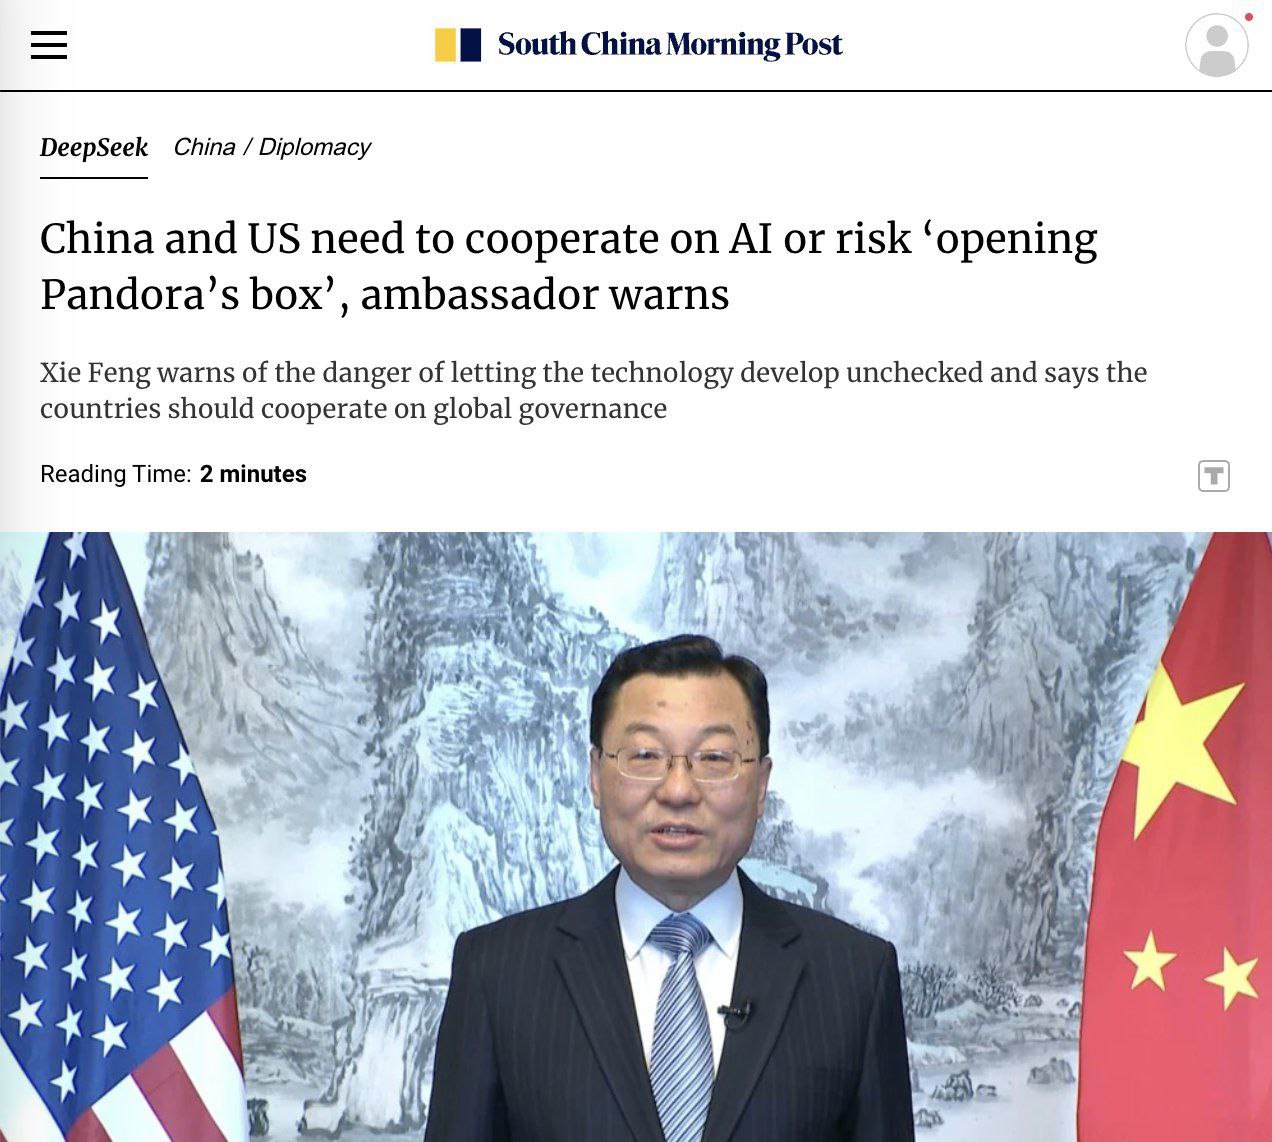 South China Morning Post
DeepSeek China / Diplomacy
China and US need to cooperate on AI or risk ‘opening
Pandora’s box’, ambassador warns
Xie Feng warns of the danger of letting the technology develop unchecked and says the
countries should cooperate on global governance
Reading Time: 2 minutes
T